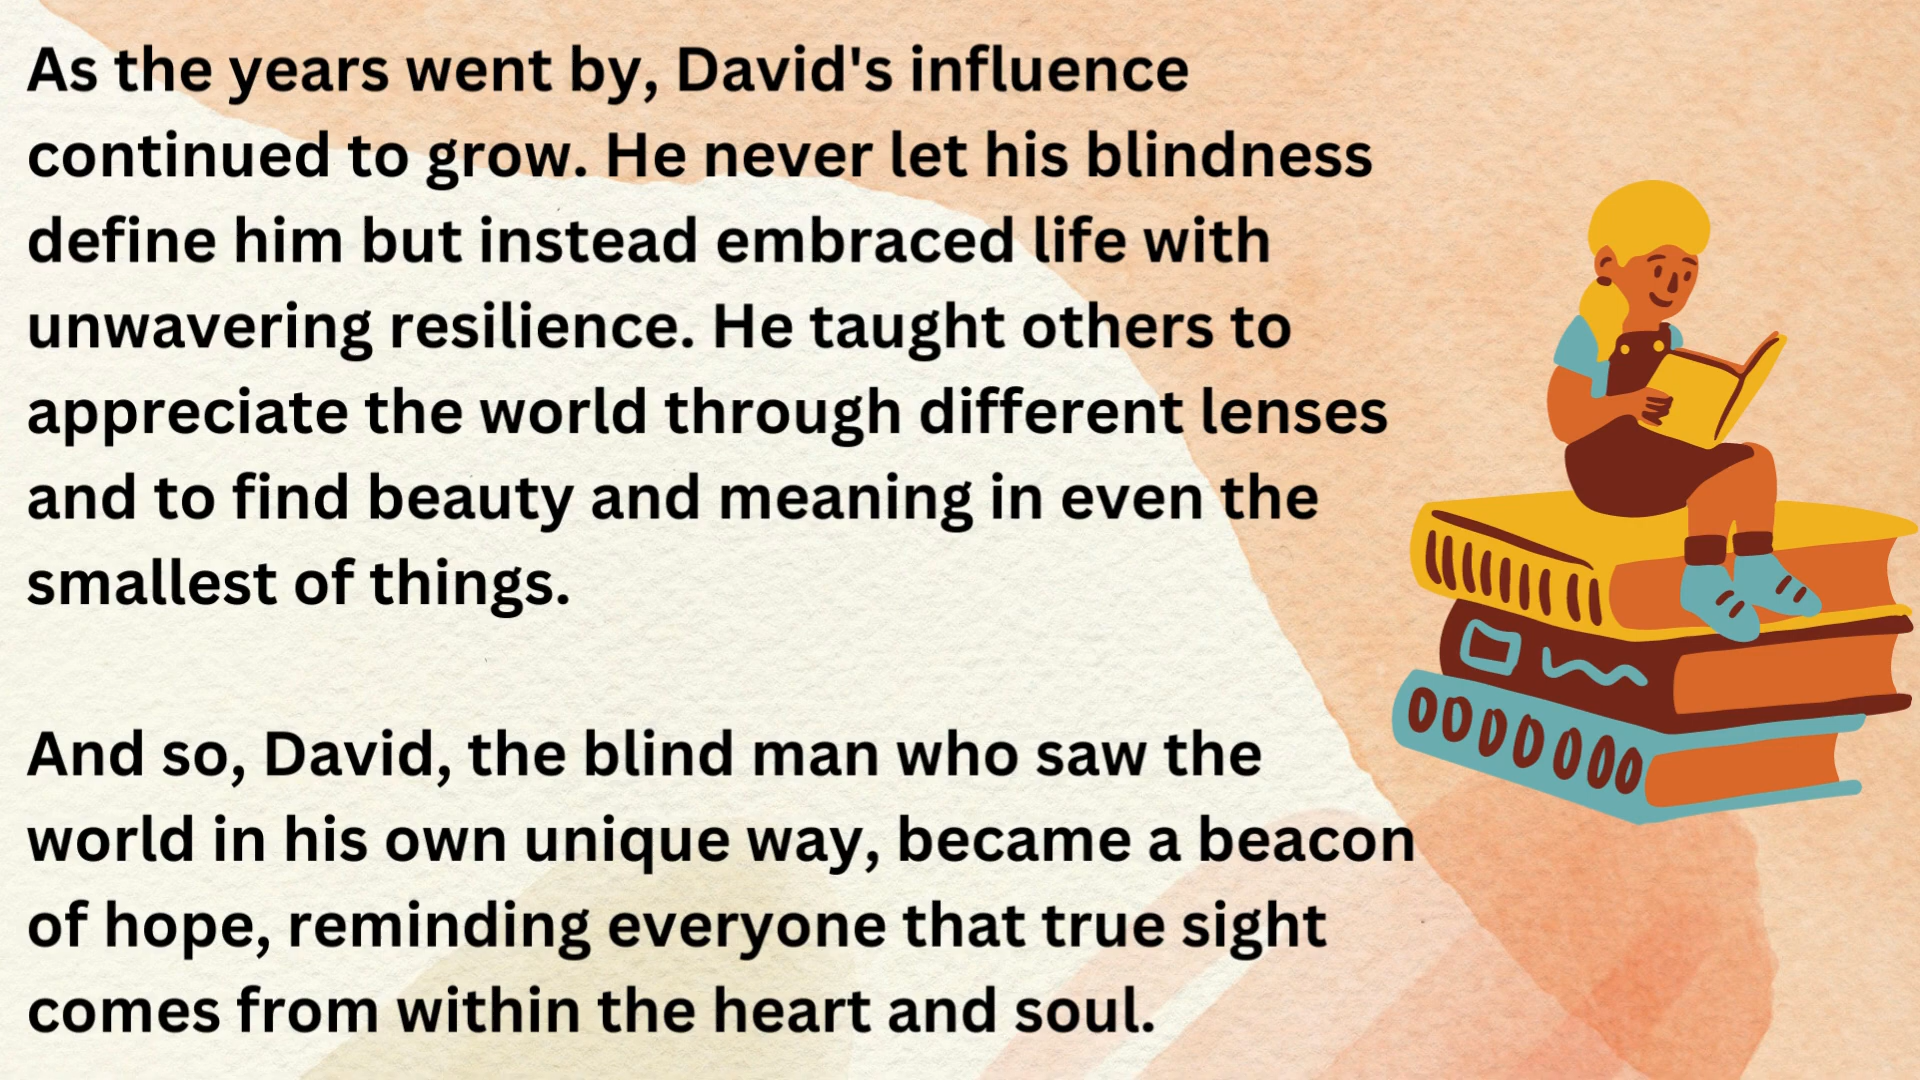 As the years went by, David's influence
continued to grow. He never let his blindness
define him but instead embraced life with
unwavering resilience. He taught others to
appreciate the world through different lenses
and to find beauty and meaning in even the
smallest of things.
And so, David, the blind man who saw the
world in his own unique way, became a beacon
of hope, reminding everyone that true sight
comes from within the heart and soul.